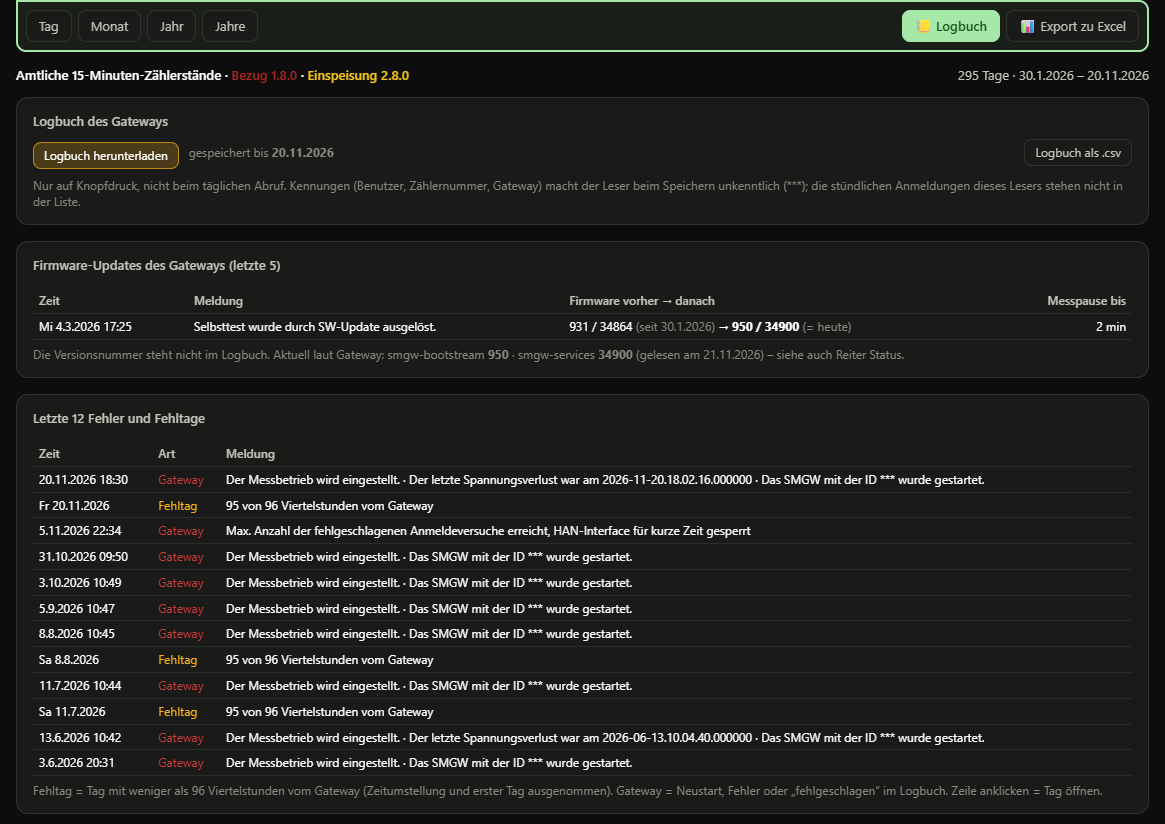 Tag Monat Jahr Jahre Logbuch Export zu Excel
Amtliche 15-Minuten-Zählerstände · Bezug 1.8.0 · Einspeisung 2.8.0 295 Tage · 30.1.2026 – 20.11.2026
Logbuch des Gateways
Logbuch herunterladen gespeichert bis 20.11.2026 Logbuch als .csv
Nur auf Knopfdruck, nicht beim täglichen Abruf. Kennungen (Benutzer, Zählernummer, Gateway) macht der Leser beim Speichern unkenntlich (***); die stündlichen Anmeldungen dieses Lesers stehen nicht in
der Liste.
Firmware-Updates des Gateways (letzte 5)
Zeit Meldung Firmware vorher → danach Messpause bis
Mi 4.3.2026 17:25 Selbsttest wurde durch SW-Update ausgelöst. 931 / 34864 (seit 30.1.2026) → 950 / 34900 (= heute) 2 min
Die Versionsnummer steht nicht im Logbuch. Aktuell laut Gateway: smgw-bootstream 950 · smgw-services 34900 (gelesen am 21.11.2026) – siehe auch Reiter Status.
Letzte 12 Fehler und Fehltage
Zeit Art Meldung
20.11.2026 18:30 Gateway Der Messbetrieb wird eingestellt. · Der letzte Spannungsverlust war am 2026-11-20.18.02.16.000000 · Das SMGW mit der ID *** wurde gestartet.
Fr 20.11.2026 Fehltag 95 von 96 Viertelstunden vom Gateway
5.11.2026 22:34 Gateway Max. Anzahl der fehlgeschlagenen Anmeldeversuche erreicht, HAN-Interface für kurze Zeit gesperrt
31.10.2026 09:50 Gateway Der Messbetrieb wird eingestellt. · Das SMGW mit der ID *** wurde gestartet.
3.10.2026 10:49 Gateway Der Messbetrieb wird eingestellt. · Das SMGW mit der ID *** wurde gestartet.
5.9.2026 10:47 Gateway Der Messbetrieb wird eingestellt. · Das SMGW mit der ID *** wurde gestartet.
8.8.2026 10:45 Gateway Der Messbetrieb wird eingestellt. · Das SMGW mit der ID *** wurde gestartet.
Sa 8.8.2026 Fehltag 95 von 96 Viertelstunden vom Gateway
11.7.2026 10:44 Gateway Der Messbetrieb wird eingestellt. · Das SMGW mit der ID *** wurde gestartet.
Sa 11.7.2026 Fehltag 95 von 96 Viertelstunden vom Gateway
13.6.2026 10:42 Gateway Der Messbetrieb wird eingestellt. · Der letzte Spannungsverlust war am 2026-06-13.10.04.40.000000 · Das SMGW mit der ID *** wurde gestartet.
3.6.2026 20:31 Gateway Der Messbetrieb wird eingestellt. · Das SMGW mit der ID *** wurde gestartet.
Fehltag = Tag mit weniger als 96 Viertelstunden vom Gateway (Zeitumstellung und erster Tag ausgenommen). Gateway = Neustart, Fehler oder „fehlgeschlagen“ im Logbuch. Zeile anklicken = Tag öffnen.